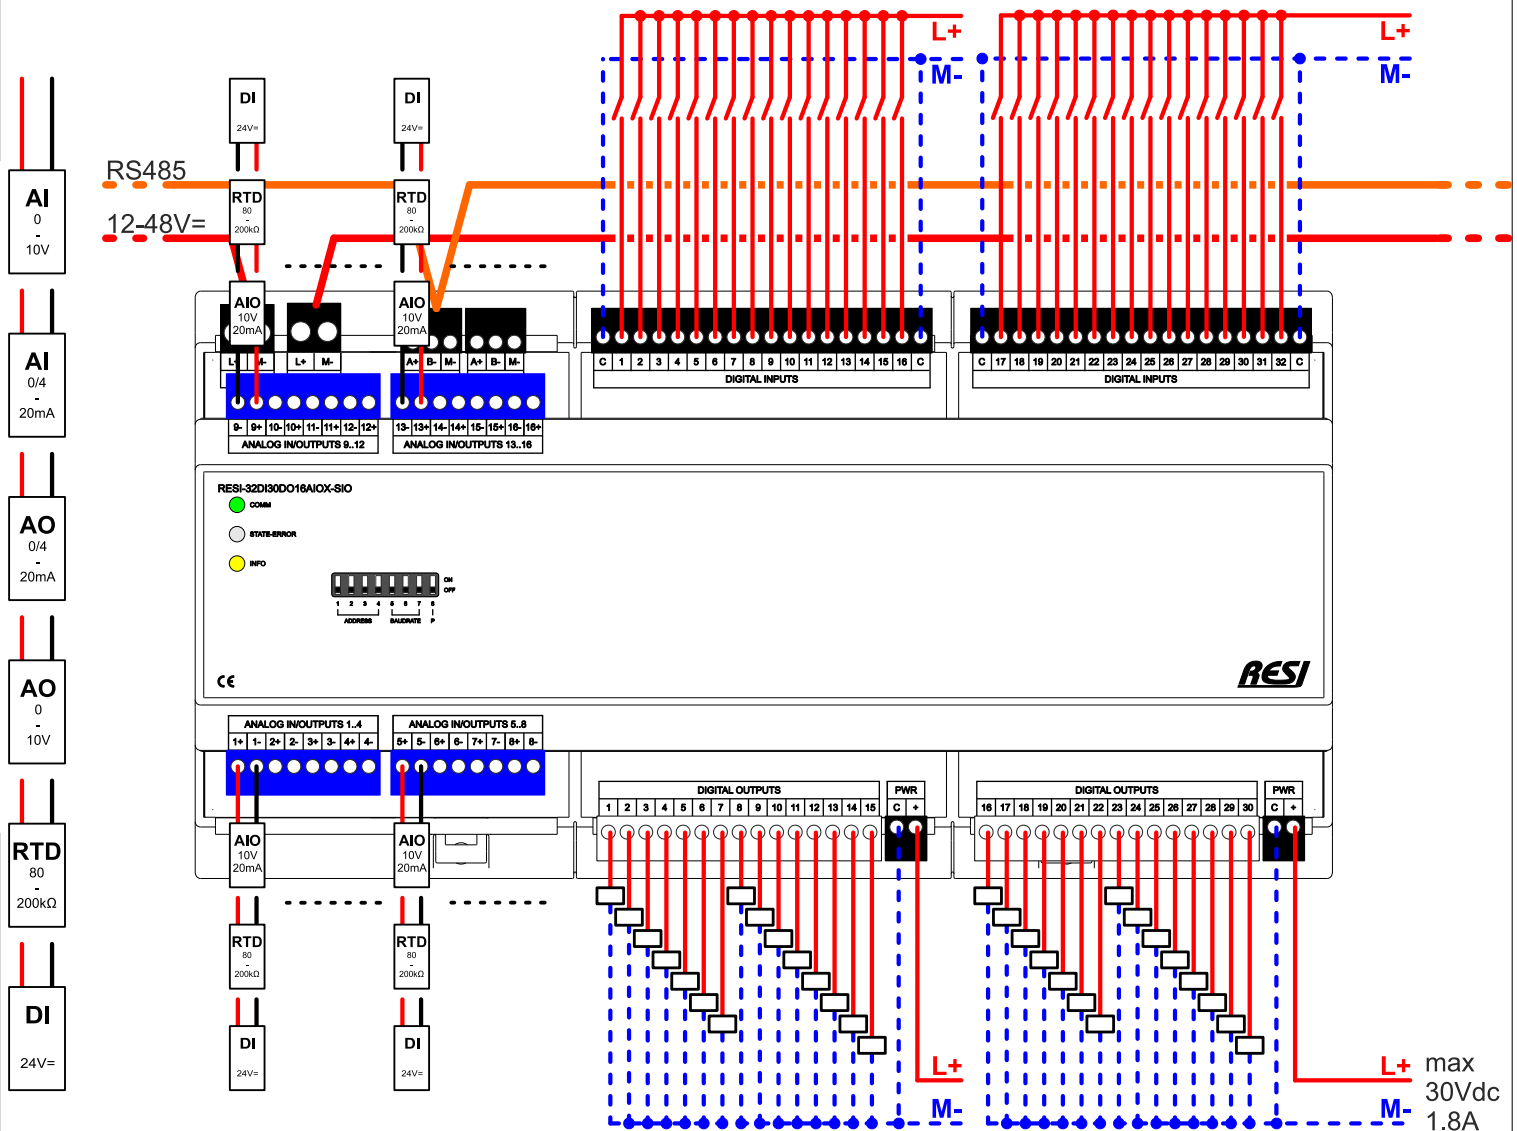 L+
L+
M-
M-
DI
24V=
DI
24V=
RS485
12-48V=
AI
0
-
10V
RTD
80
-
200kΩ
RTD
80
-
200kΩ
AIO
10V
20mA
AIO
10V
20mA
AI
0/4
-
20mA
L+ M- L+ M- A+ B- M- A+ B- M-
C 1 2 3 4 5 6 7 8 9 10 11 12 13 14 15 16 C
DIGITAL INPUTS
C 17 18 19 20 21 22 23 24 25 26 27 28 29 30 31 32 C
DIGITAL INPUTS
9- 9+ 10- 10+ 11- 11+ 12- 12+
ANALOG IN/OUTPUTS 9..12
13- 13+ 14- 14+ 15- 15+ 16- 16+
ANALOG IN/OUTPUTS 13..16
RESI-32DI30DO16AIOX-SIO
COMM
STATE-ERROR
INFO
ON
OFF
1 2 3 4 5 6 7 8
ADDRESS BAUDRATE P
CE
RESI
AO
0/4
-
20mA
AO
0
-
10V
RTD
80
-
200kΩ
DI
24V=
ANALOG IN/OUTPUTS 1..4
1+ 1- 2+ 2- 3+ 3- 4+ 4-
ANALOG IN/OUTPUTS 5..8
5+ 5- 6+ 6- 7+ 7- 8+ 8-
DIGITAL OUTPUTS PWR
1 2 3 4 5 6 7 8 9 10 11 12 13 14 15 C +
DIGITAL OUTPUTS PWR
16 17 18 19 20 21 22 23 24 25 26 27 28 29 30 C +
AIO
10V
20mA
AIO
10V
20mA
RTD
80
-
200kΩ
RTD
80
-
200kΩ
DI
24V=
DI
24V=
L+
M-
L+
M-
max
30Vdc
1.8A